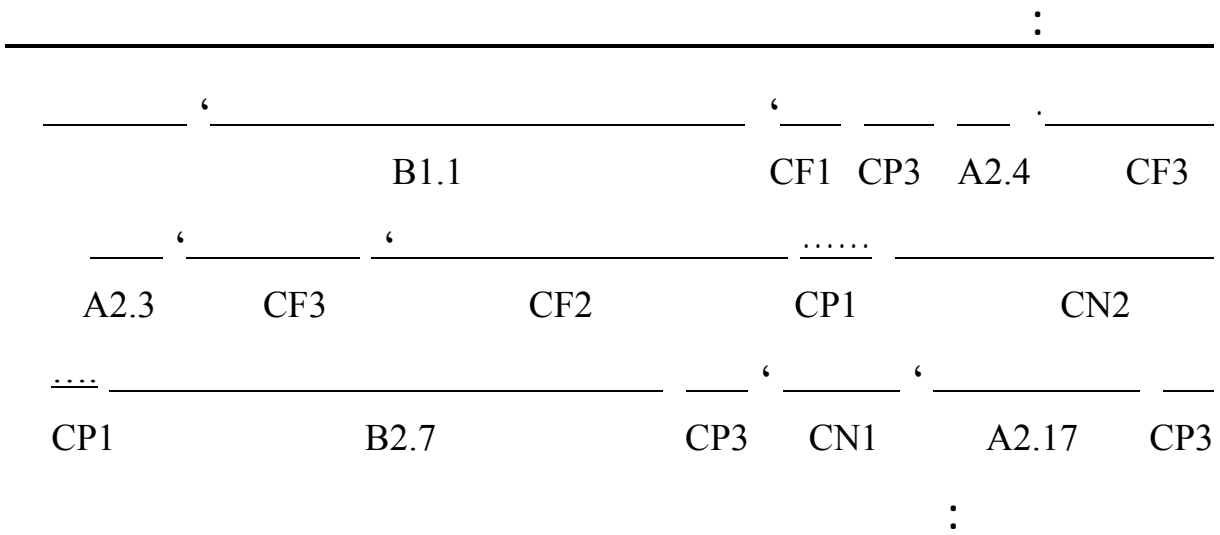 :
‘ ‘ .
B1.1 CF1 CP3 A2.4 CF3
‘ ‘ ......
A2.3 CF3 CF2 CP1 CN2
.... ‘ ‘
CP1 B2.7 CP3 CN1 A2.17 CP3
: